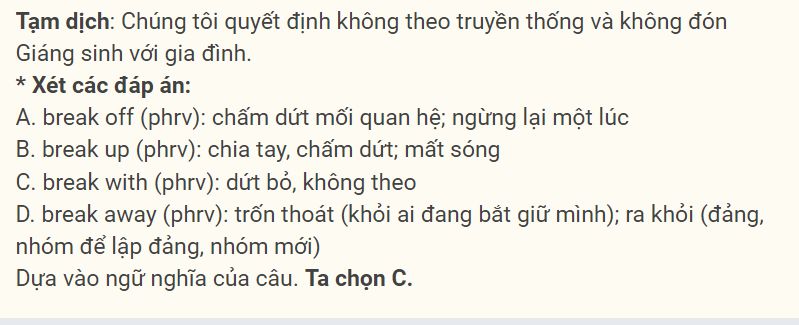 Tạm dịch: Chúng tôi quyết định không theo truyền thống và không đón
Giáng sinh với gia đình.
* Xét các đáp án:
A. break off (phrv): chấm dứt mối quan hệ; ngừng lại một lúc
B. break up (phrv): chia tay, chấm dứt; mất sóng
C. break with (phrv): dứt bỏ, không theo
D. break away (phrv): trốn thoát (khỏi ai đang bắt giữ mình); ra khỏi (đảng,
nhóm để lập đảng, nhóm mới)
Dựa vào ngữ nghĩa của câu. Ta chọn C.